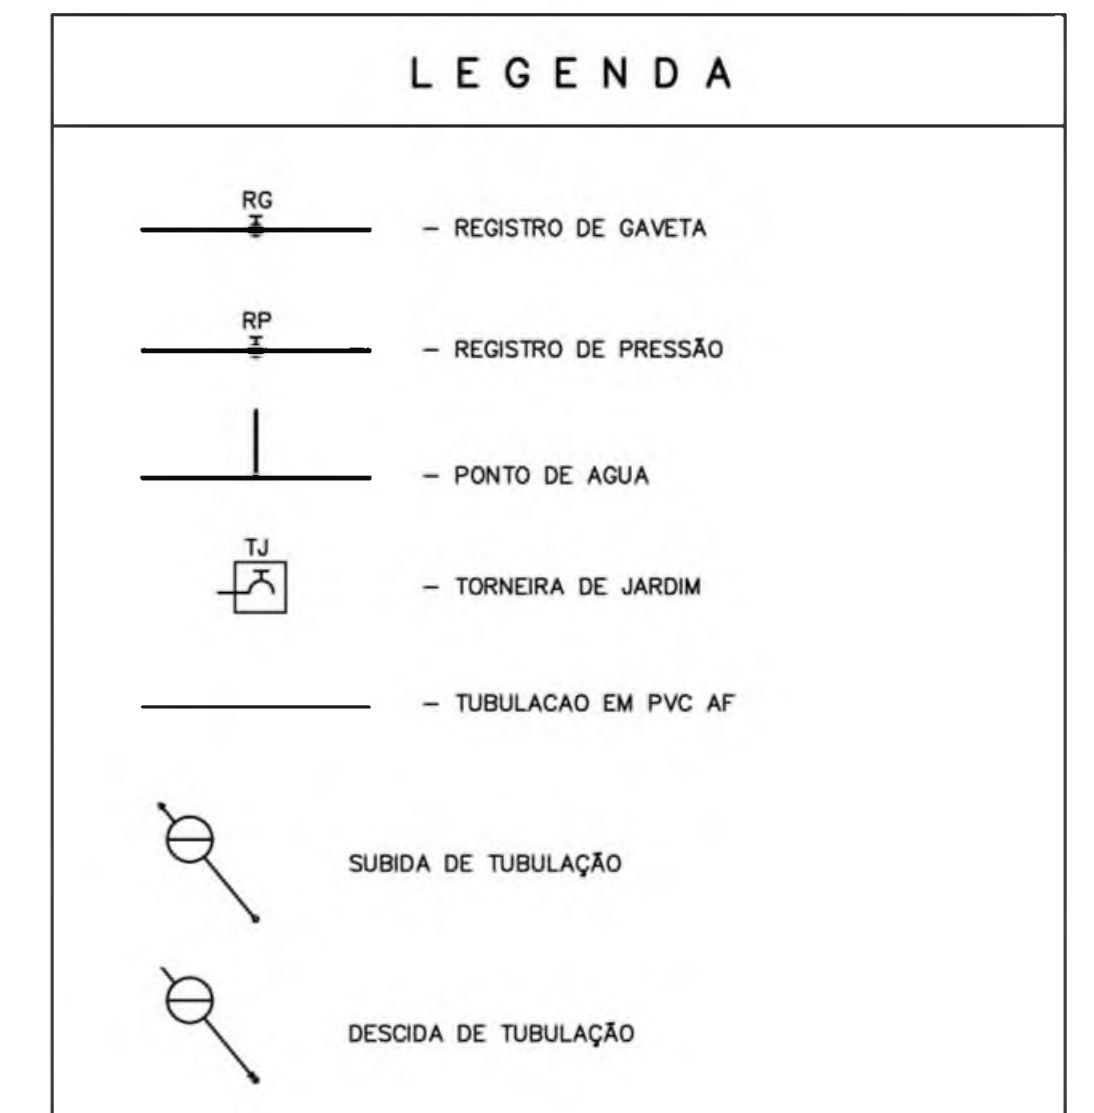 L E G E N D A
RG
– REGISTRO DE GAVETA
RP
– REGISTRO DE PRESSÃO
– PONTO DE AGUA
TJ
– TORNEIRA DE JARDIM
– TUBULACAO EM PVC AF
SUBIDA DE TUBULAÇÃO
DESCIDA DE TUBULAÇÃO